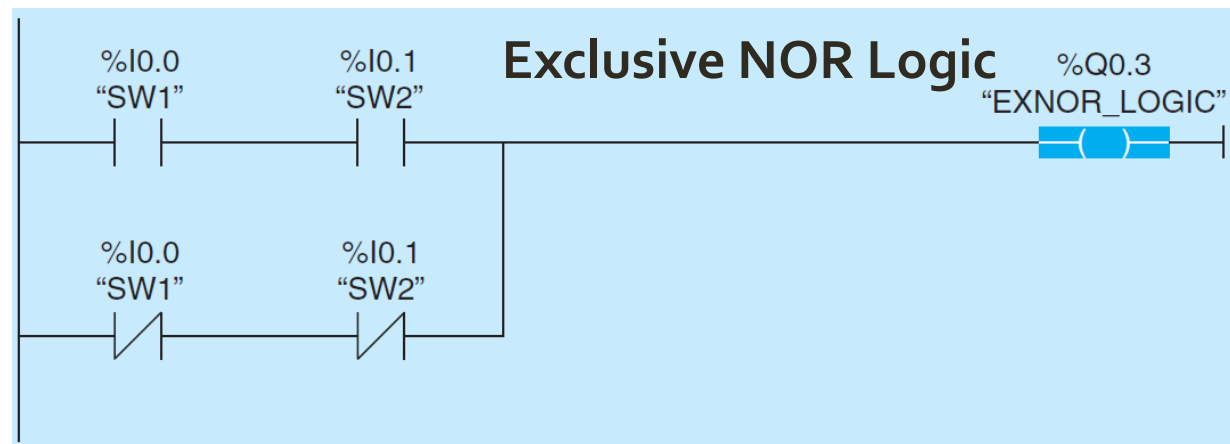 Exclusive NOR Logic
%I0.0
"SW1"
%I0.1
“SW2”
%Q0.3
“EXNOR_LOGIC”
%I0.0
“SW1”
%I0.1
“SW2”